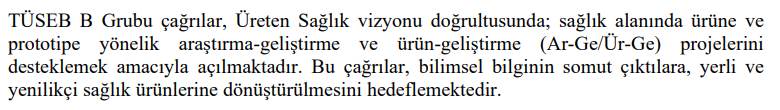 TÜSEB B Grubu çağrılar, Üreten Sağlık vizyonu doğrultusunda; sağlık alanında ürüne ve
prototipe yönelik araştırma-geliştirme ve ürün-geliştirme (Ar-Ge/Ür-Ge) projelerini
desteklemek amacıyla açılmaktadır. Bu çağrılar, bilimsel bilginin somut çıktılara, yerli ve
yenilikçi sağlık ürünlerine dönüştürülmesini hedeflemektedir.